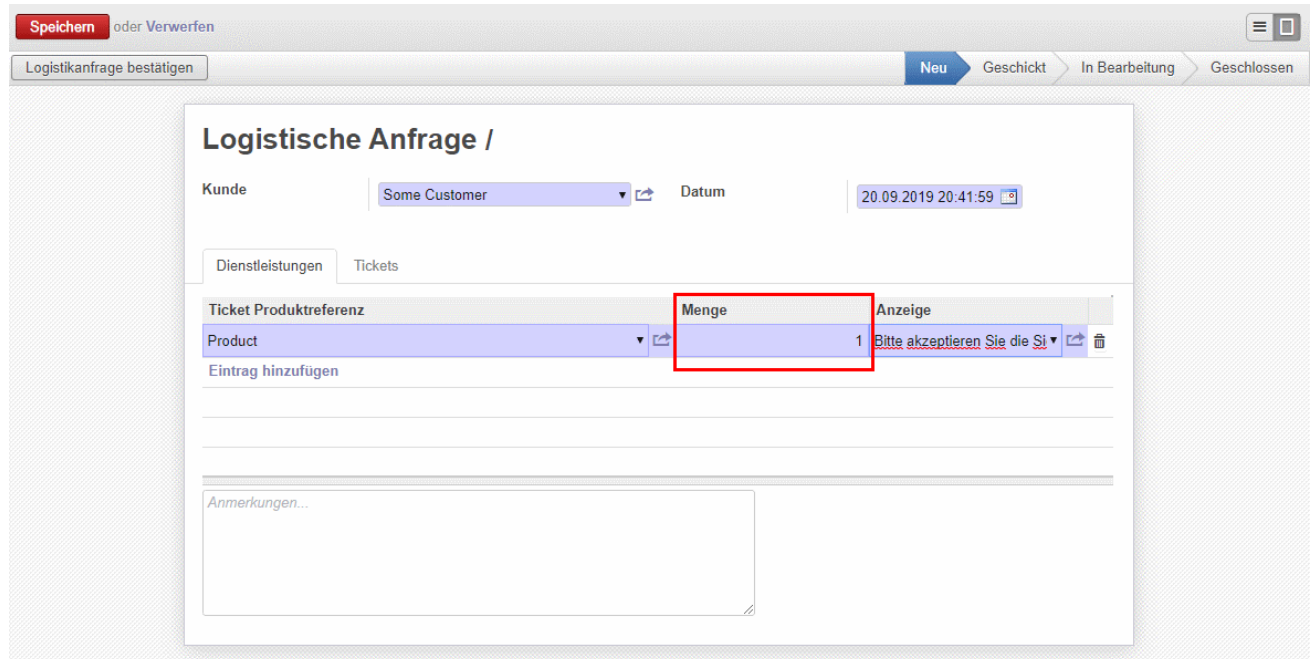 Speichern oder Verwerfen
Logistikanfrage bestätigen Neu Geschickt In Bearbeitung Geschlossen
Logistische Anfrage /
Kunde Some Customer Datum 20.09.2019 20:41:59
Dienstleistungen Tickets
Ticket Produktreferenz Menge Anzeige
Product 1 Bitte akzeptieren Sie die Si
Eintrag hinzufügen
Anmerkungen...